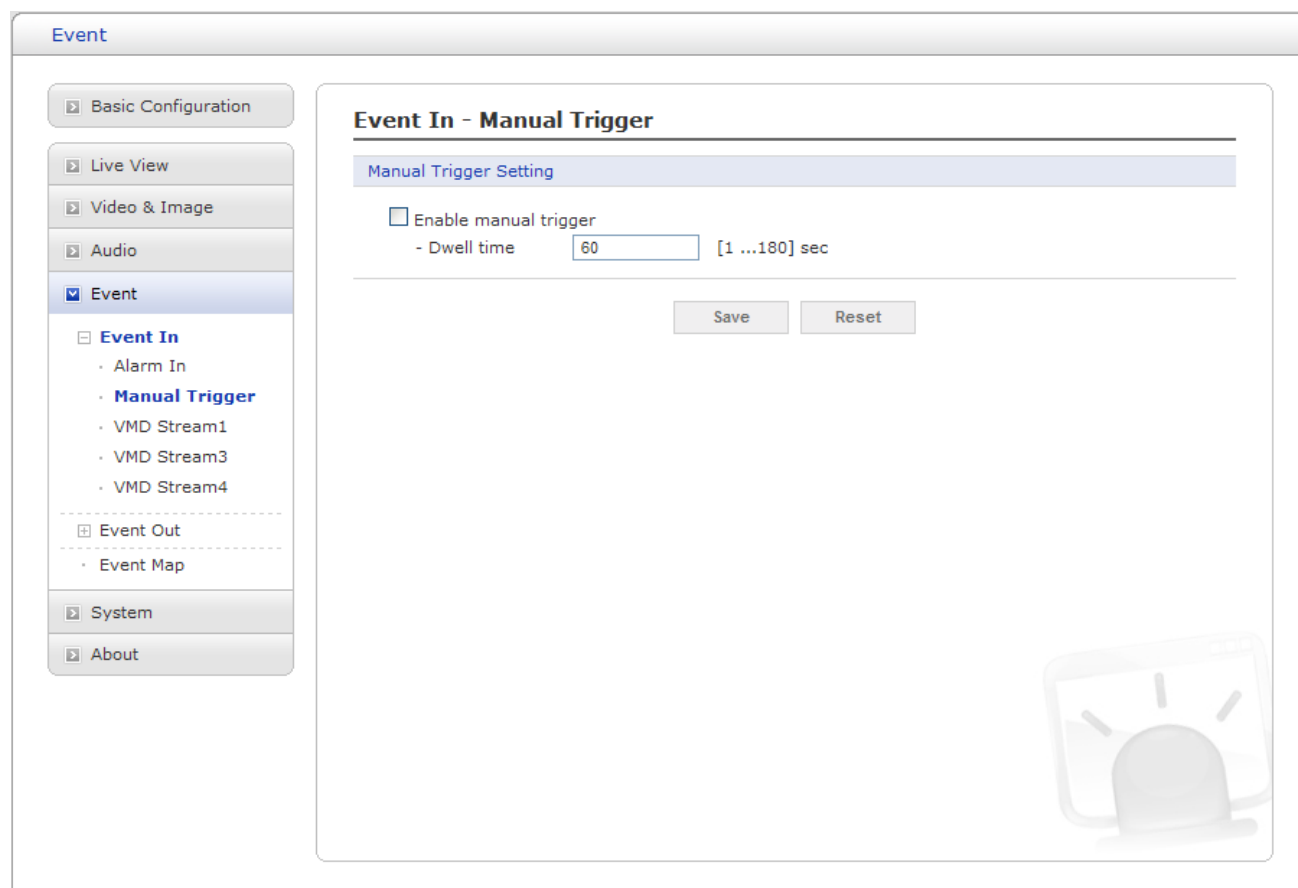 Event
Basic Configuration
Live View
Video & Image
Audio
Event
Event In
Alarm In
Manual Trigger
VMD Stream1
VMD Stream3
VMD Stream4
Event Out
Event Map
System
About
Event In - Manual Trigger
Manual Trigger Setting
Enable manual trigger
- Dwell time 60 [1 ...180] sec
Save Reset